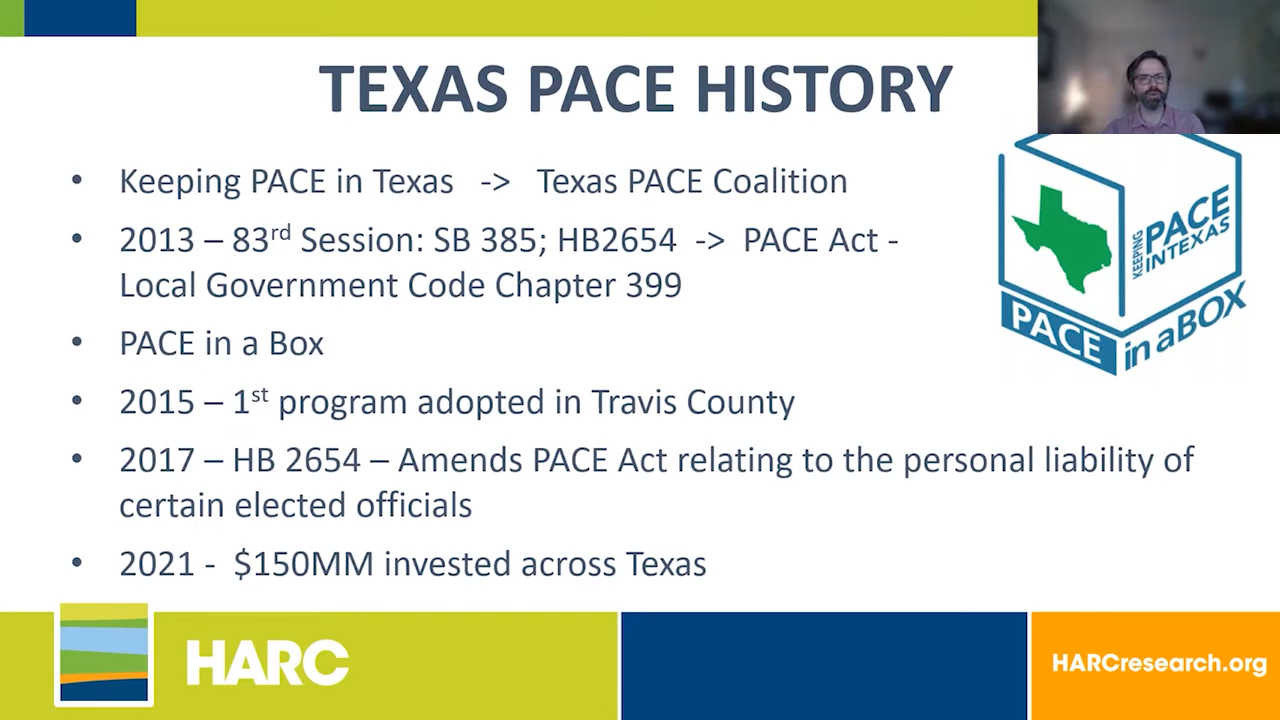 TEXAS PACE HISTORY
• Keeping PACE in Texas -> Texas PACE Coalition
• 2013 – 83rd Session: SB 385; HB2654 -> PACE Act -
Local Government Code Chapter 399
• PACE in a Box
• 2015 – 1st program adopted in Travis County
• 2017 – HB 2654 – Amends PACE Act relating to the personal liability of
certain elected officials
• 2021 - $150MM invested across Texas
KEEPING
PACE
IN TEXAS
PACE in a BOX
HARC
HARCresearch.org